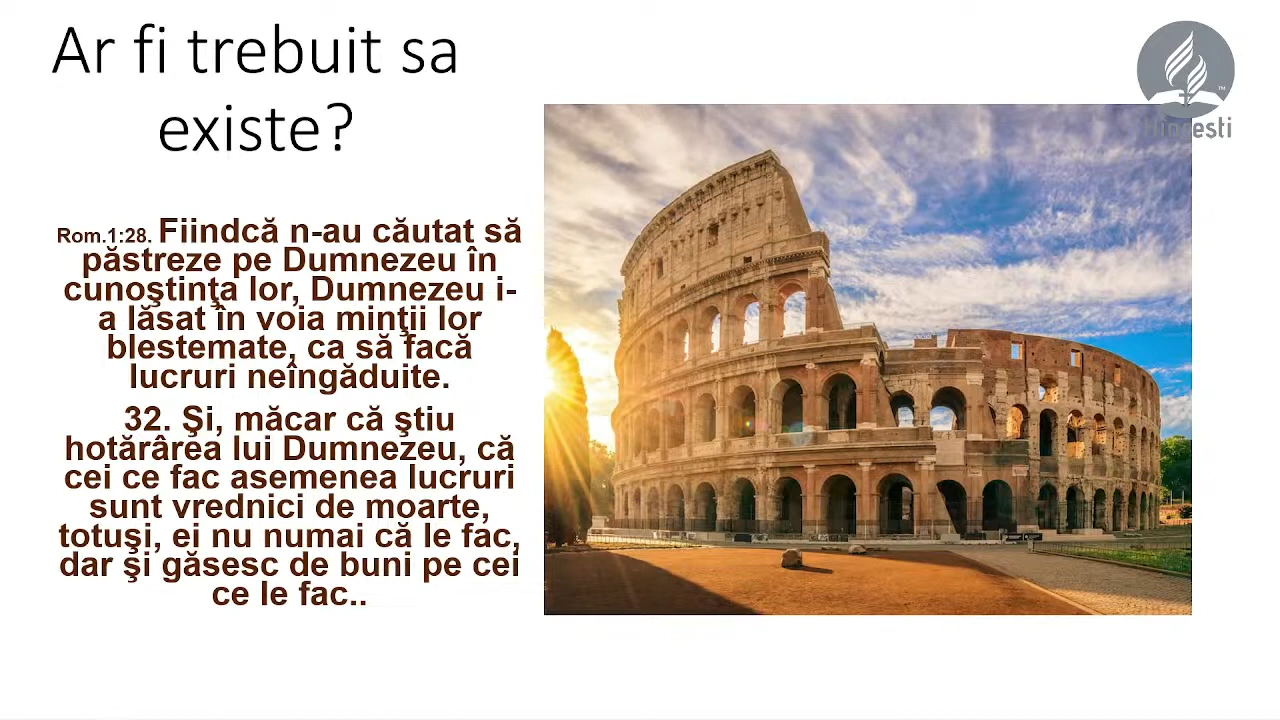 Ar fi trebuit sa
existe?
Rom.1:28. Fiindcă n-au căutat să
păstreze pe Dumnezeu în
cunoştinţa lor, Dumnezeu i-
a lăsat în voia minţii lor
blestemate, ca să facă
lucruri neîngăduite.
32. Şi, măcar că ştiu
hotărârea lui Dumnezeu, că
cei ce fac asemenea lucruri
sunt vrednici de moarte,
totuşi, ei nu numai că le fac,
dar şi găsesc de buni pe cei
ce le fac..
TM
Hîncești